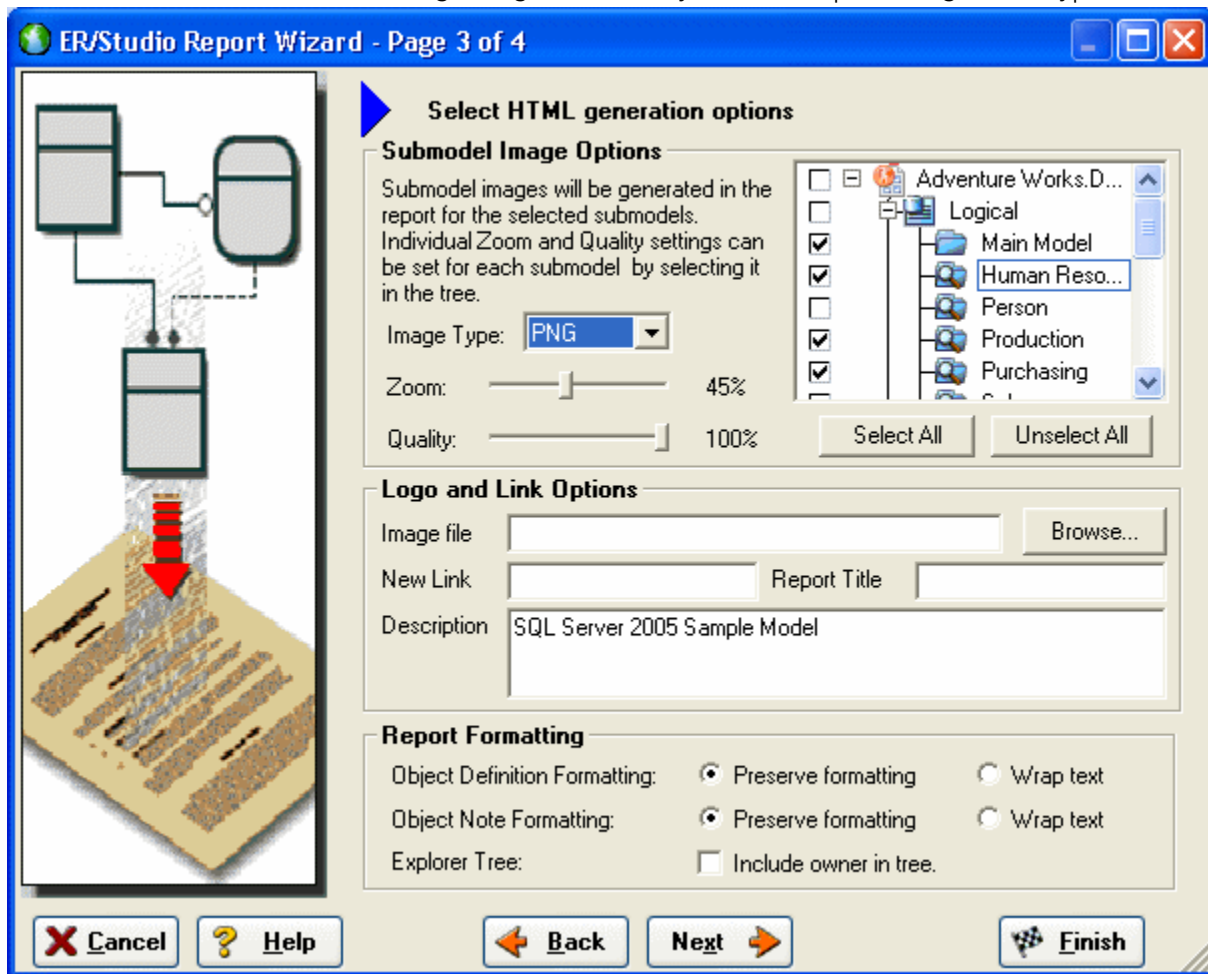 ER/Studio Report Wizard - Page 3 of 4
Select HTML generation options
Submodel Image Options
Submodel images will be generated in the
report for the selected submodels.
Individual Zoom and Quality settings can
be set for each submodel by selecting it
in the tree.
Image Type: PNG
Zoom: 45%
Quality: 100%
Adventure Works.D...
Logical
Main Model
Human Reso...
Person
Production
Purchasing
Select All
Unselect All
Logo and Link Options
Image file
Browse...
New Link
Report Title
Description
SQL Server 2005 Sample Model
Report Formatting
Object Definition Formatting: Preserve formatting Wrap text
Object Note Formatting: Preserve formatting Wrap text
Explorer Tree: Include owner in tree.
Cancel
Help
Back
Next
Finish